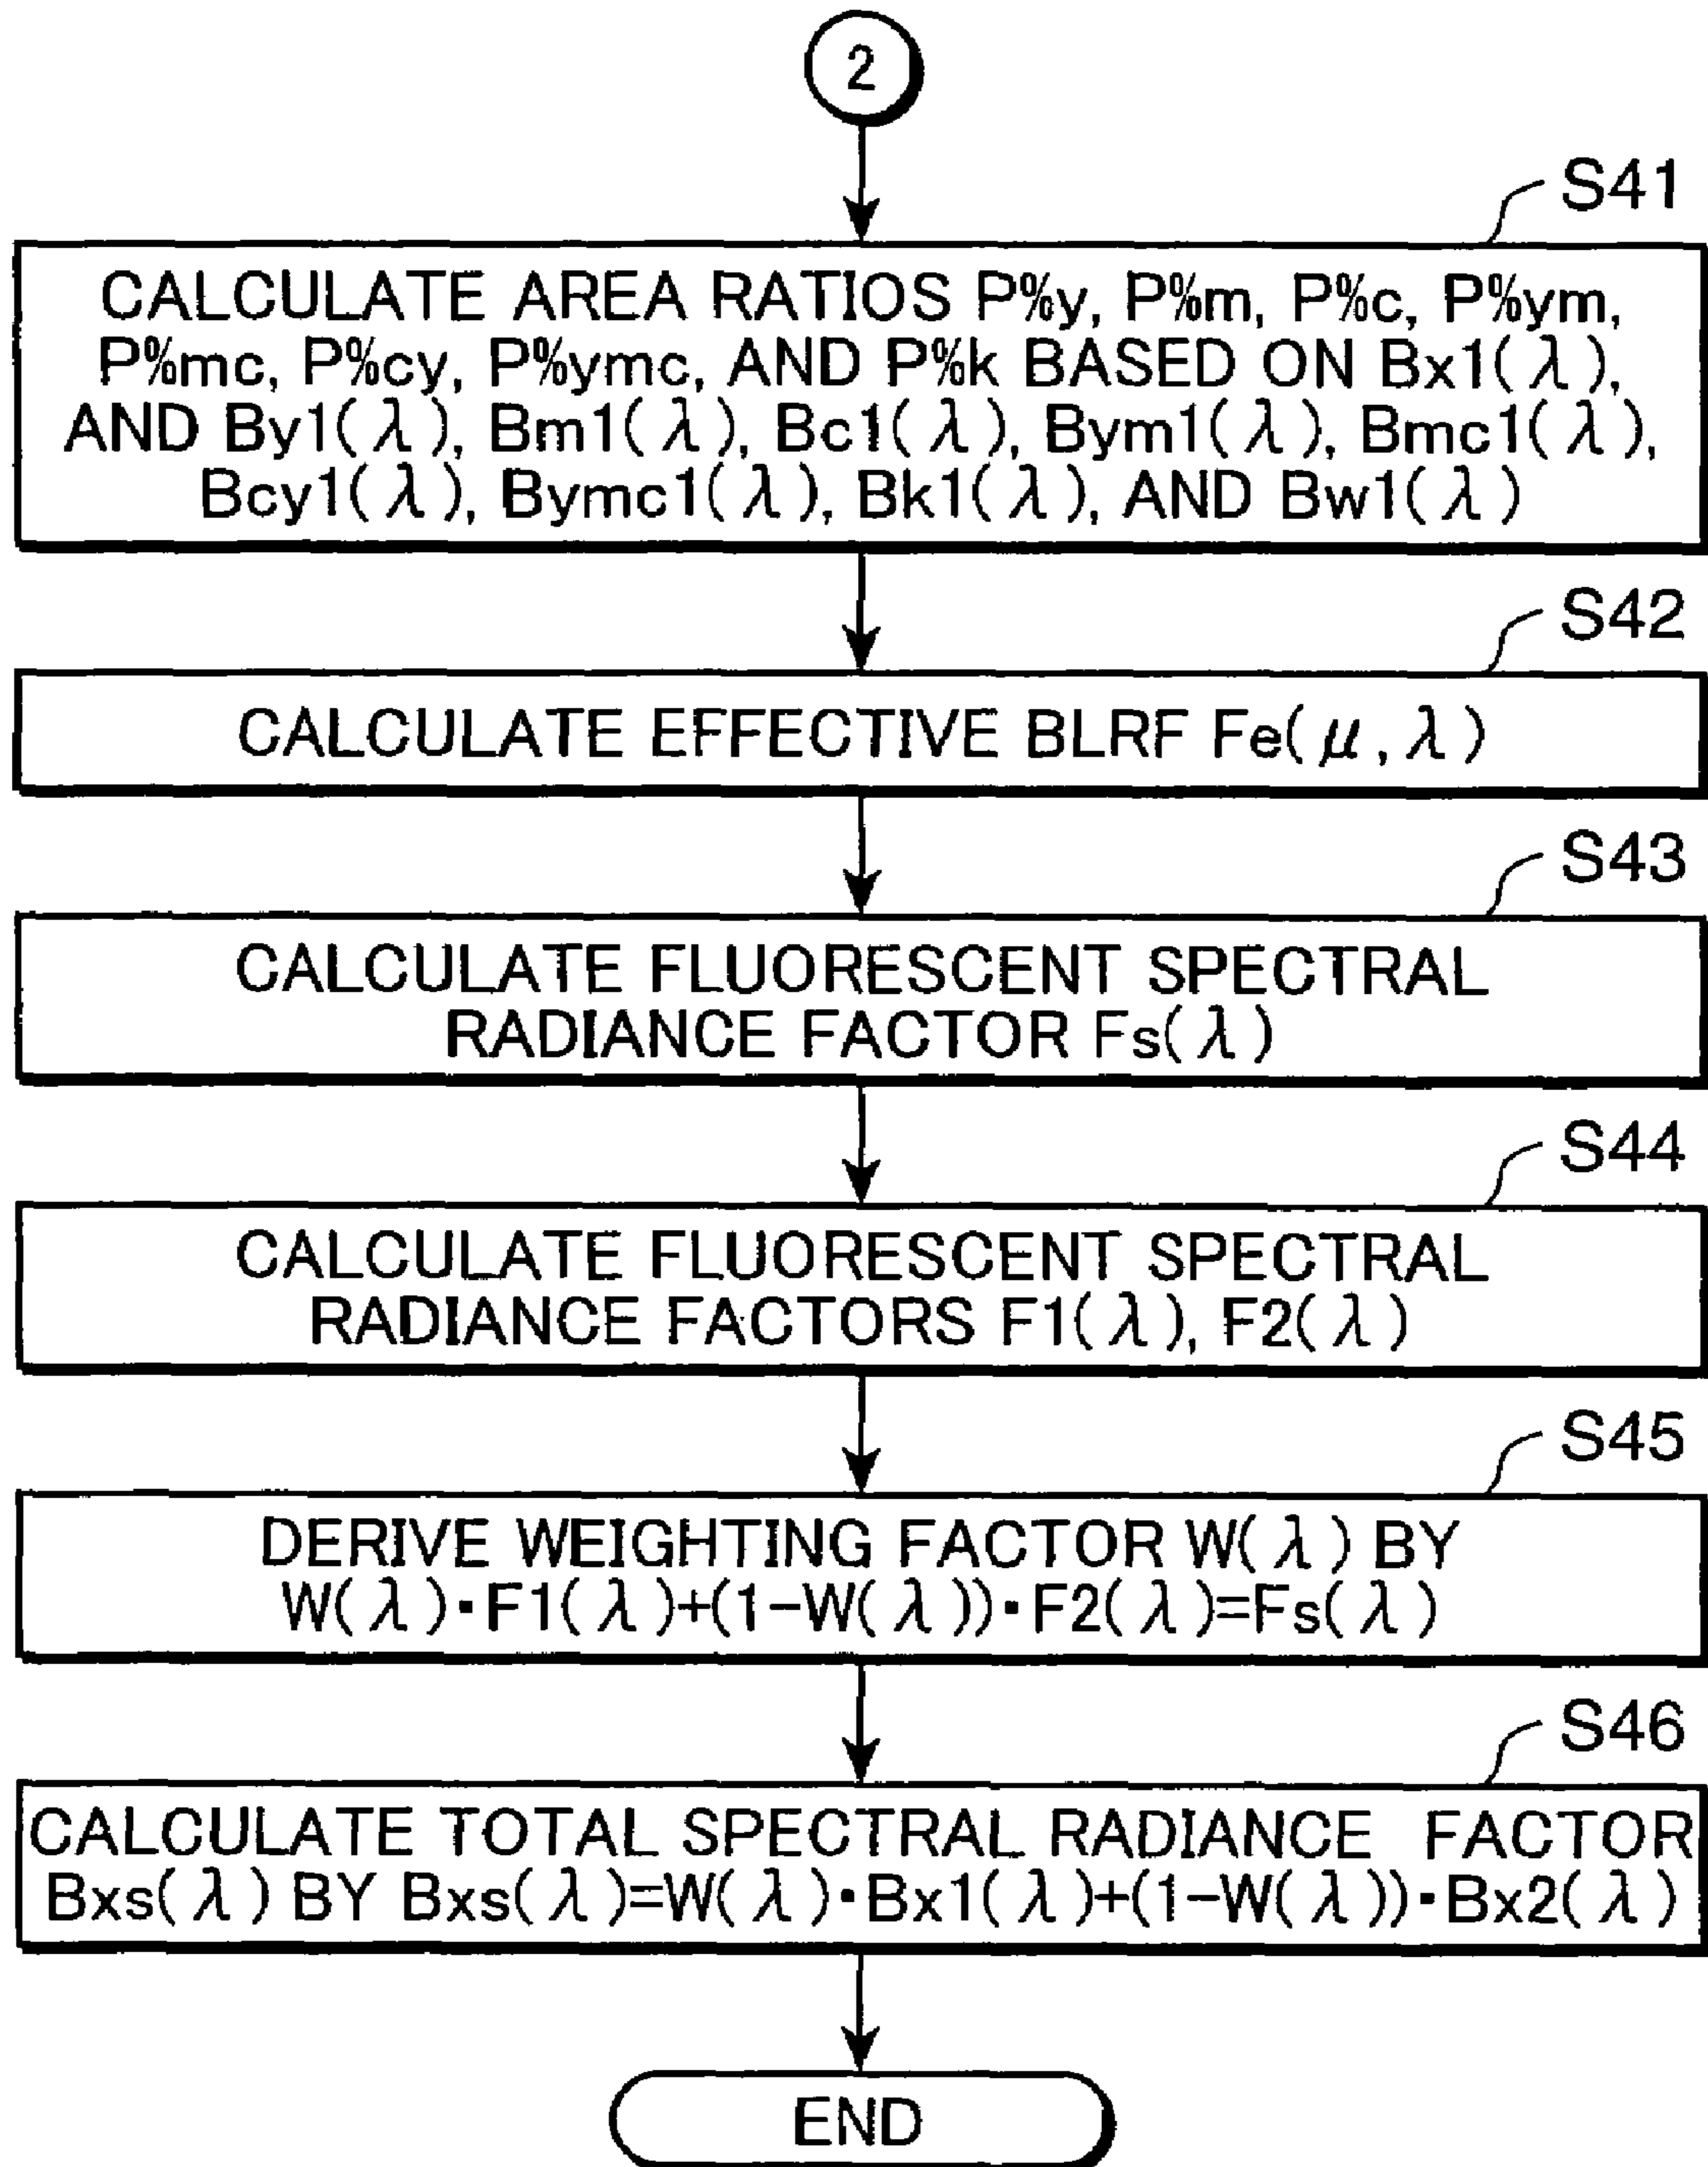 2
S41
CALCULATE AREA RATIOS P%y, P%m, P%c, P%ym,
P%mc, P%cy, P%ymc, AND P%k BASED ON Bx1(λ),
AND By1(λ), Bm1(λ), Bc1(λ), Bym1(λ), Bmc1(λ),
Bcy1(λ), Bymc1(λ), Bk1(λ), AND Bw1(λ)
S42
CALCULATE EFFECTIVE BLRF Fe(μ,λ)
S43
CALCULATE FLUORESCENT SPECTRAL
RADIANCE FACTOR Fs(λ)
S44
CALCULATE FLUORESCENT SPECTRAL
RADIANCE FACTORS F1(λ), F2(λ)
S45
DERIVE WEIGHTING FACTOR W(λ) BY
W(λ)·F1(λ)+(1-W(λ))·F2(λ)=Fs(λ)
S46
CALCULATE TOTAL SPECTRAL RADIANCE FACTOR
Bxs(λ) BY Bxs(λ)=W(λ)·Bx1(λ)+(1-W(λ))·Bx2(λ)
END